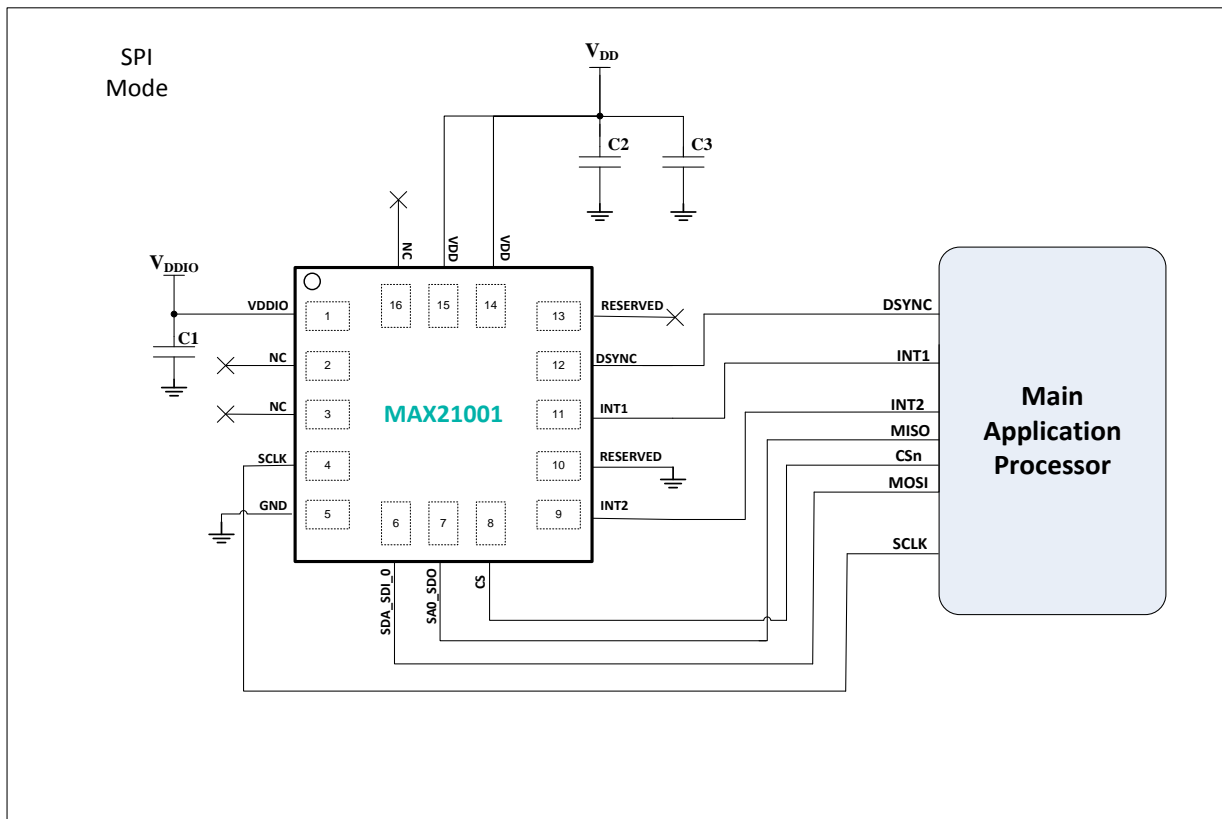 SPI
Mode
VDD
C2
C3
NC
VDD
VDD
VDDIO
C1
VDDIO
NC
NC
SCLK
GND
1
2
3
4
5
16
15
14
13
12
11
10
9
6
7
8
MAX21001
RESERVED
DSYNC
INT1
RESERVED
INT2
SDA_SDI_0
SA0_SDO
CS
DSYNC
INT1
INT2
MISO
CSn
MOSI
SCLK
Main
Application
Processor